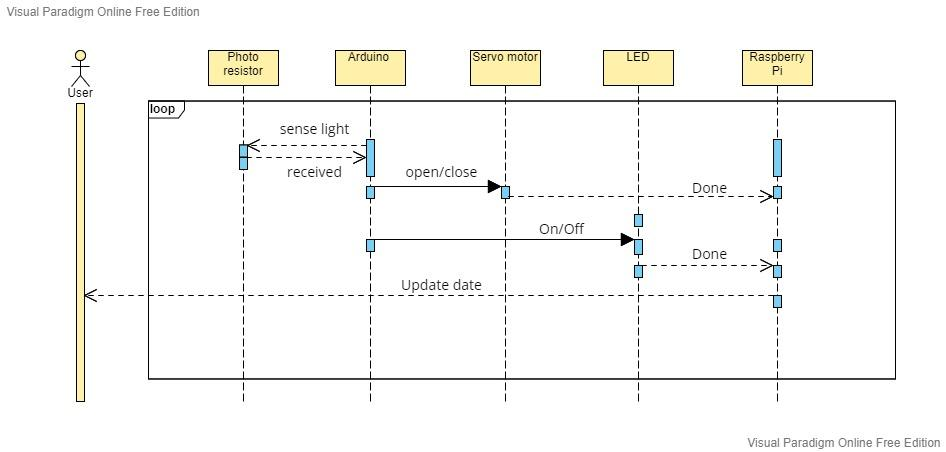 Visual Paradigm Online Free Edition
Photo
resistor
Arduino
Servo motor
LED
Raspberry
Pi
User
loop
sense light
received
open/close
Done
On/Off
Done
Update date
Visual Paradigm Online Free Edition